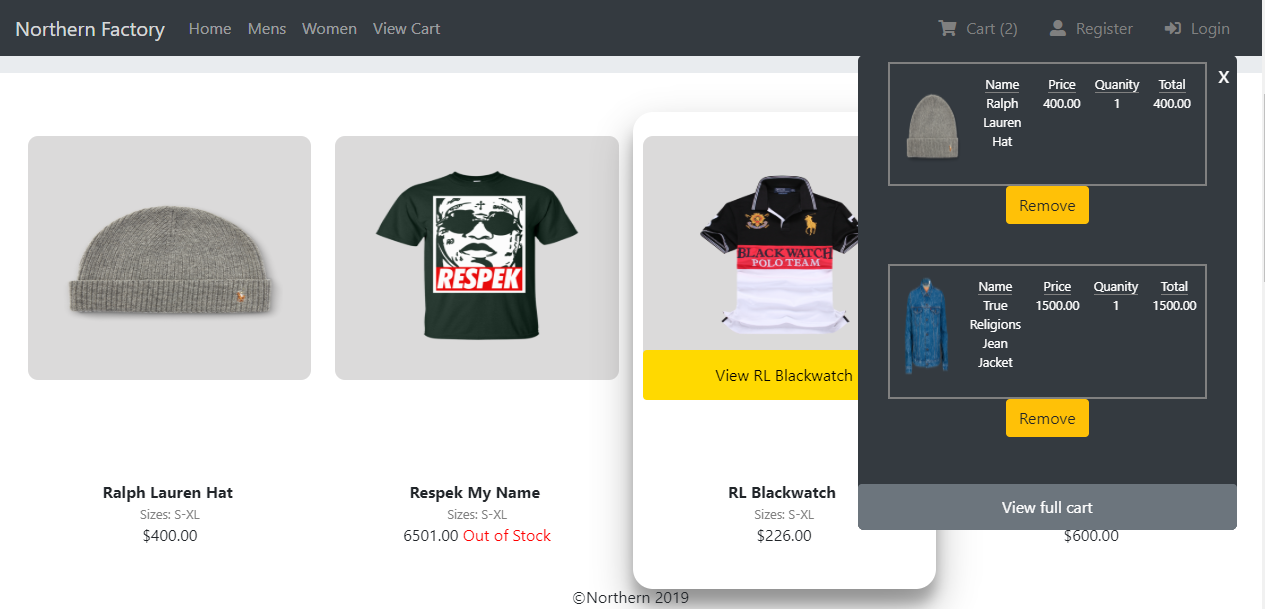 Northern Factory Home Mens Women View Cart Cart (2) Register Login
X
Name Price Quanity Total
Ralph Lauren Hat 400.00 1 400.00
Remove
Name Price Quanity Total
True Religions Jean Jacket 1500.00 1 1500.00
Remove
View full cart
RESPEK
BLACK WATCH
POLO TEAM
View RL Blackwatch
Ralph Lauren Hat
Sizes: S-XL
$400.00
Respek My Name
Sizes: S-XL
6501.00 Out of Stock
RL Blackwatch
Sizes: S-XL
$226.00
$600.00
©Northern 2019